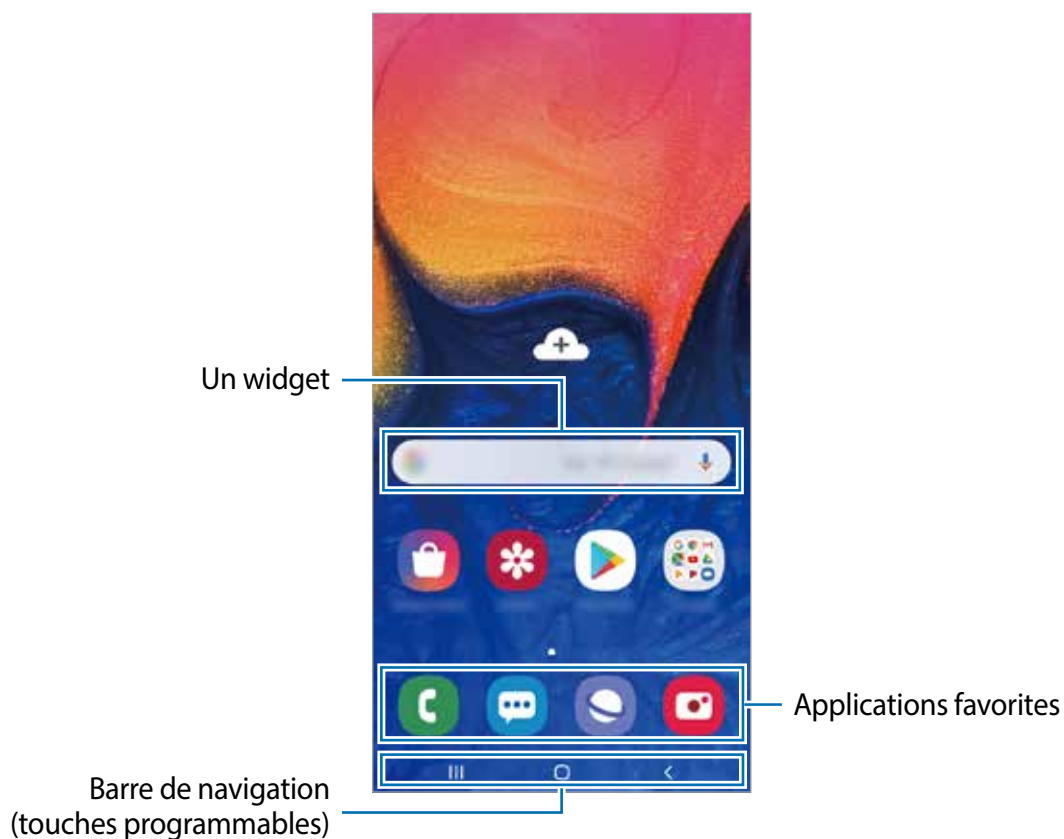 Un widget
Applications favorites
Barre de navigation
(touches programmables)